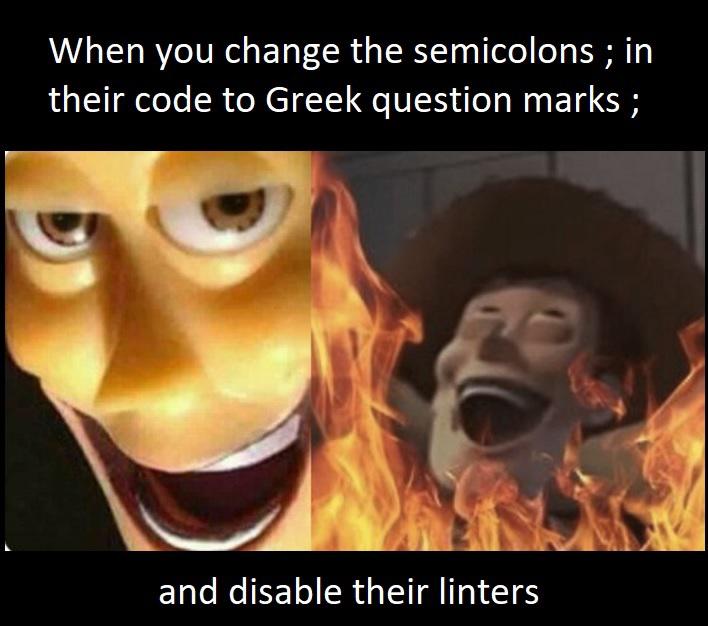 When you change the semicolons ; in
their code to Greek question marks ;
and disable their linters